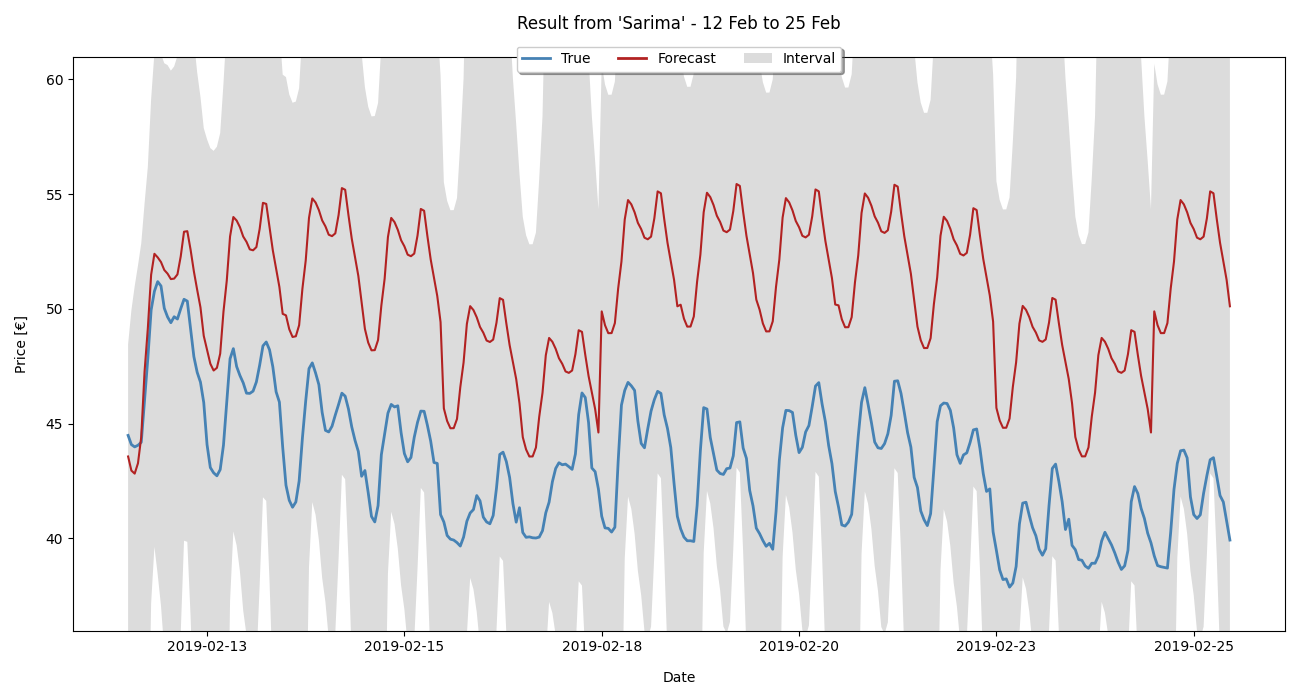 Result from 'Sarima' - 12 Feb to 25 Feb
True Forecast Interval
60
55
50
45
40
Price [€]
2019-02-13 2019-02-15 2019-02-18 2019-02-20 2019-02-23 2019-02-25
Date